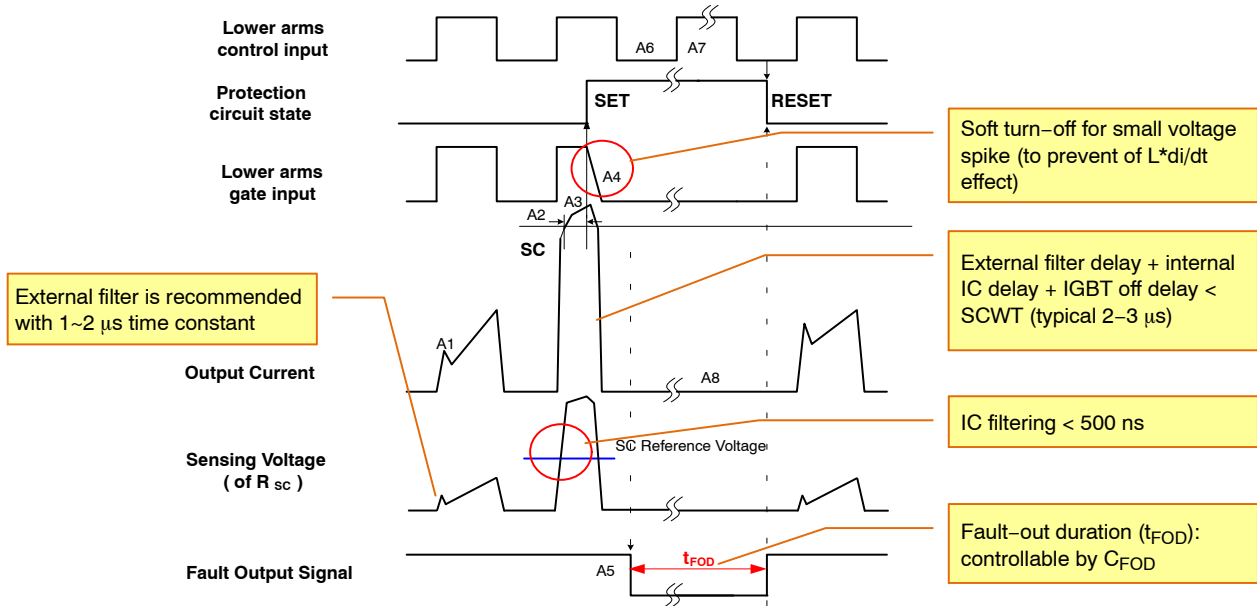 Lower arms
control input
A6
A7
Protection
circuit state
SET
RESET
Soft turn−off for small voltage
spike (to prevent of L*di/dt
effect)
Lower arms
gate input
A4
A2
A3
SC
External filter delay + internal
IC delay + IGBT off delay <
SCWT (typical 2−3 μs)
External filter is recommended
with 1~2 μs time constant
A1
Output Current
A8
IC filtering < 500 ns
SC Reference Voltage
Sensing Voltage
( of R SC )
Fault−out duration (tFOD):
controllable by CFOD
tFOD
Fault Output Signal
A5